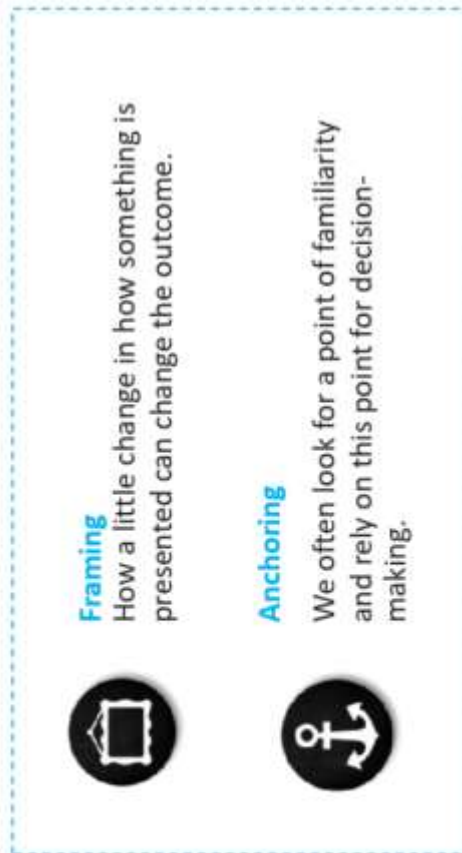 Framing
How a little change in how something is
presented can change the outcome.
Anchoring
We often look for a point of familiarity
and rely on this point for decision-
making.